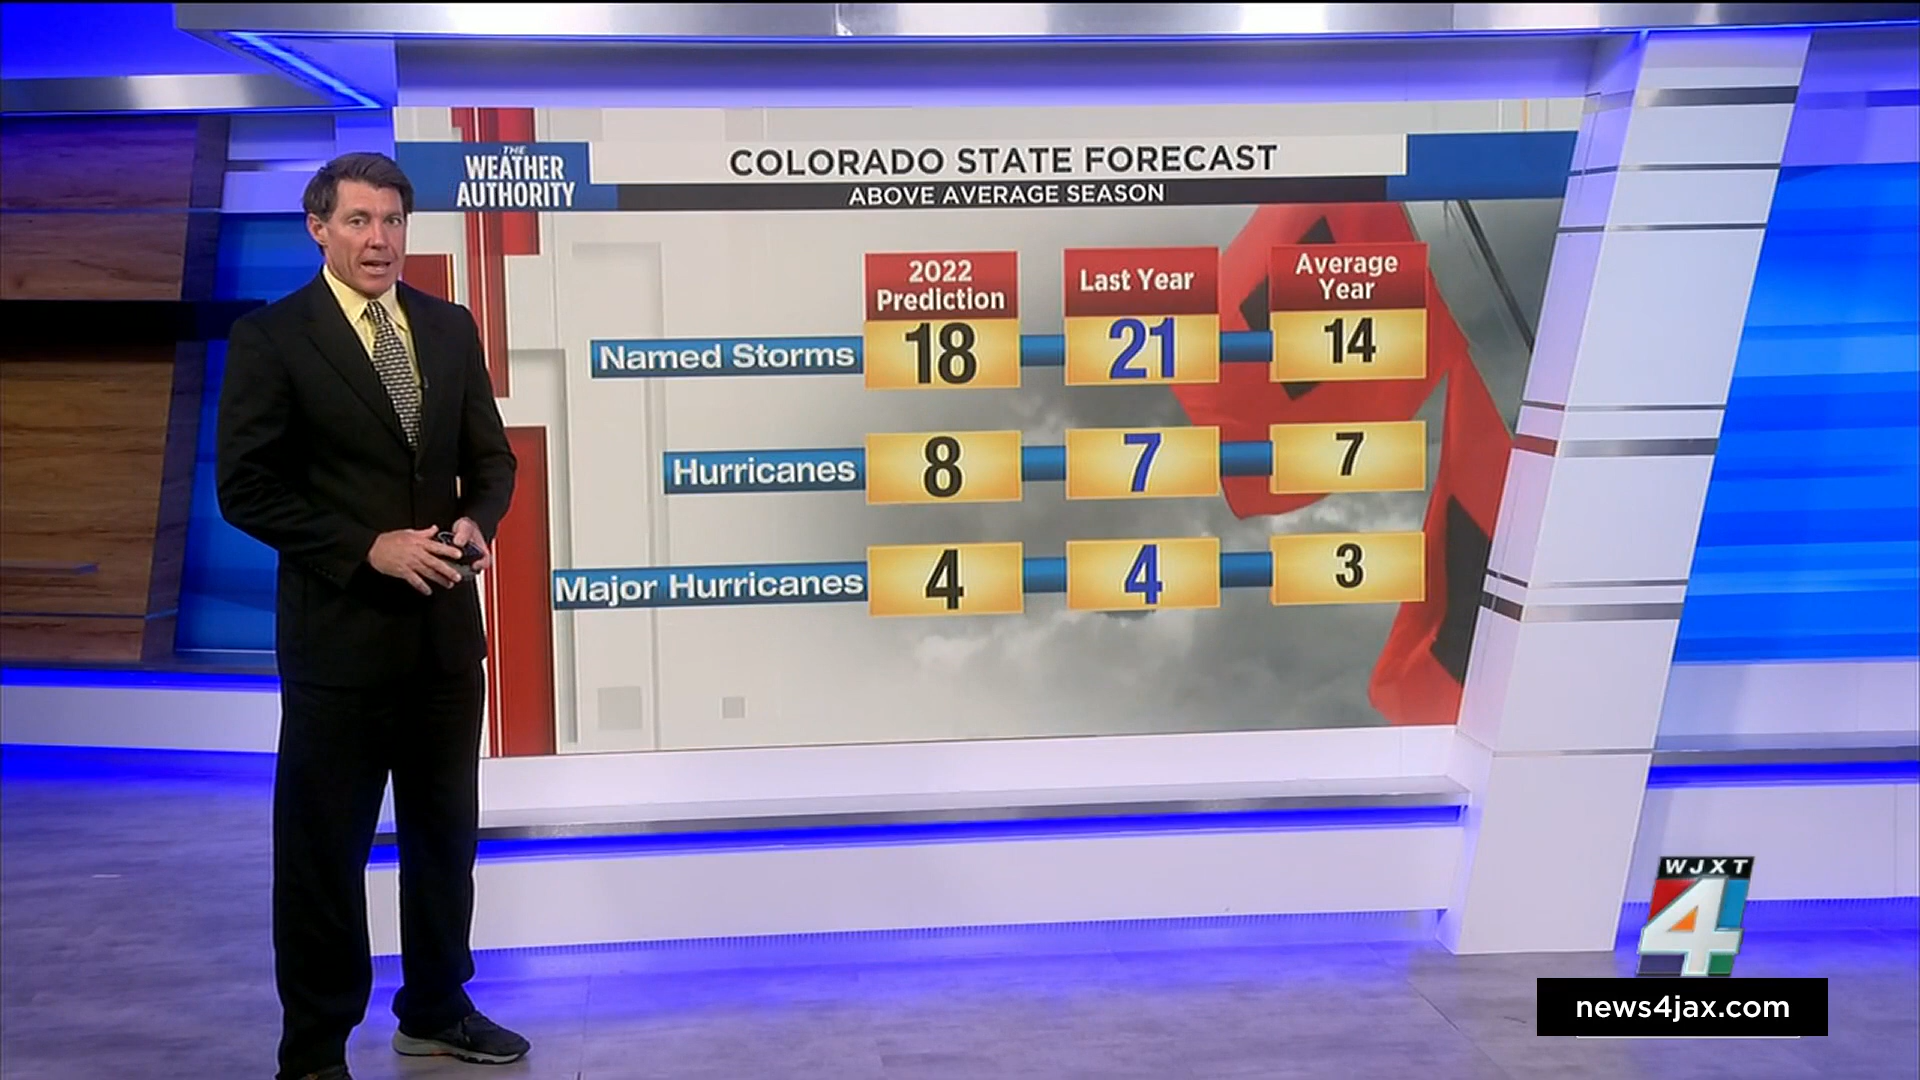 THE
WEATHER
AUTHORITY
COLORADO STATE FORECAST
ABOVE AVERAGE SEASON
2022
Prediction
Last Year
Average
Year
Named Storms 18 21 14
Hurricanes 8 7 7
Major Hurricanes 4 4 3
WJXT
4
news4jax.com